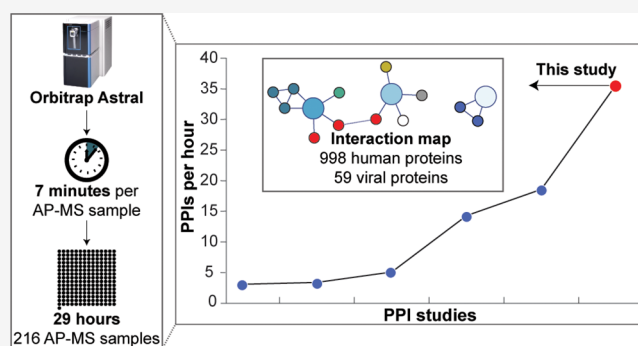 Orbitrap Astral
7 minutes per
AP-MS sample
29 hours
216 AP-MS samples
PPIs per hour
40
35
30
25
20
15
10
5
0
Interaction map
998 human proteins
59 viral proteins
This study
PPI studies